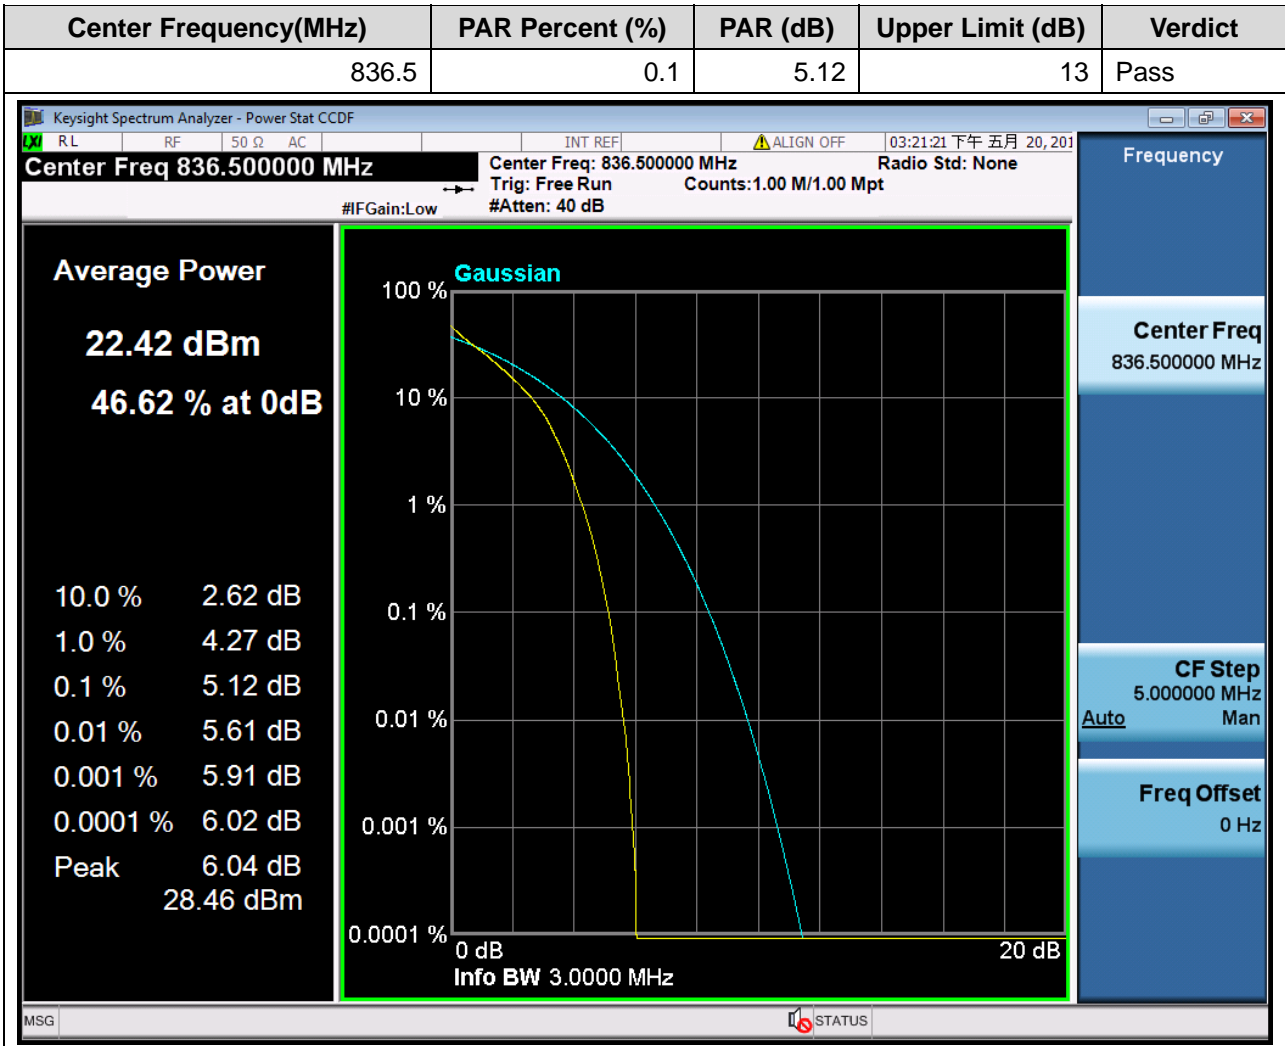 Center Frequency(MHz) PAR Percent (%) PAR (dB) Upper Limit (dB) Verdict
836.5 0.1 5.12 13 Pass
Keysight Spectrum Analyzer - Power Stat CCDF
LXI RL RF 50 Ω AC INT REF ALIGN OFF 03:21:21 下午 五月 20, 201
Center Freq 836.500000 MHz
Center Freq: 836.500000 MHz Radio Std: None
Trig: Free Run Counts:1.00 M/1.00 Mpt
#IFGain:Low #Atten: 40 dB
Frequency
Average Power
22.42 dBm
46.62 % at 0dB
10.0 % 2.62 dB
1.0 % 4.27 dB
0.1 % 5.12 dB
0.01 % 5.61 dB
0.001 % 5.91 dB
0.0001 % 6.02 dB
Peak 6.04 dB
28.46 dBm
Gaussian
100 %
10 %
1 %
0.1 %
0.01 %
0.001 %
0.0001 %
0 dB 20 dB
Info BW 3.0000 MHz
Center Freq
836.500000 MHz
CF Step
5.000000 MHz
Auto Man
Freq Offset
0 Hz
MSG STATUS